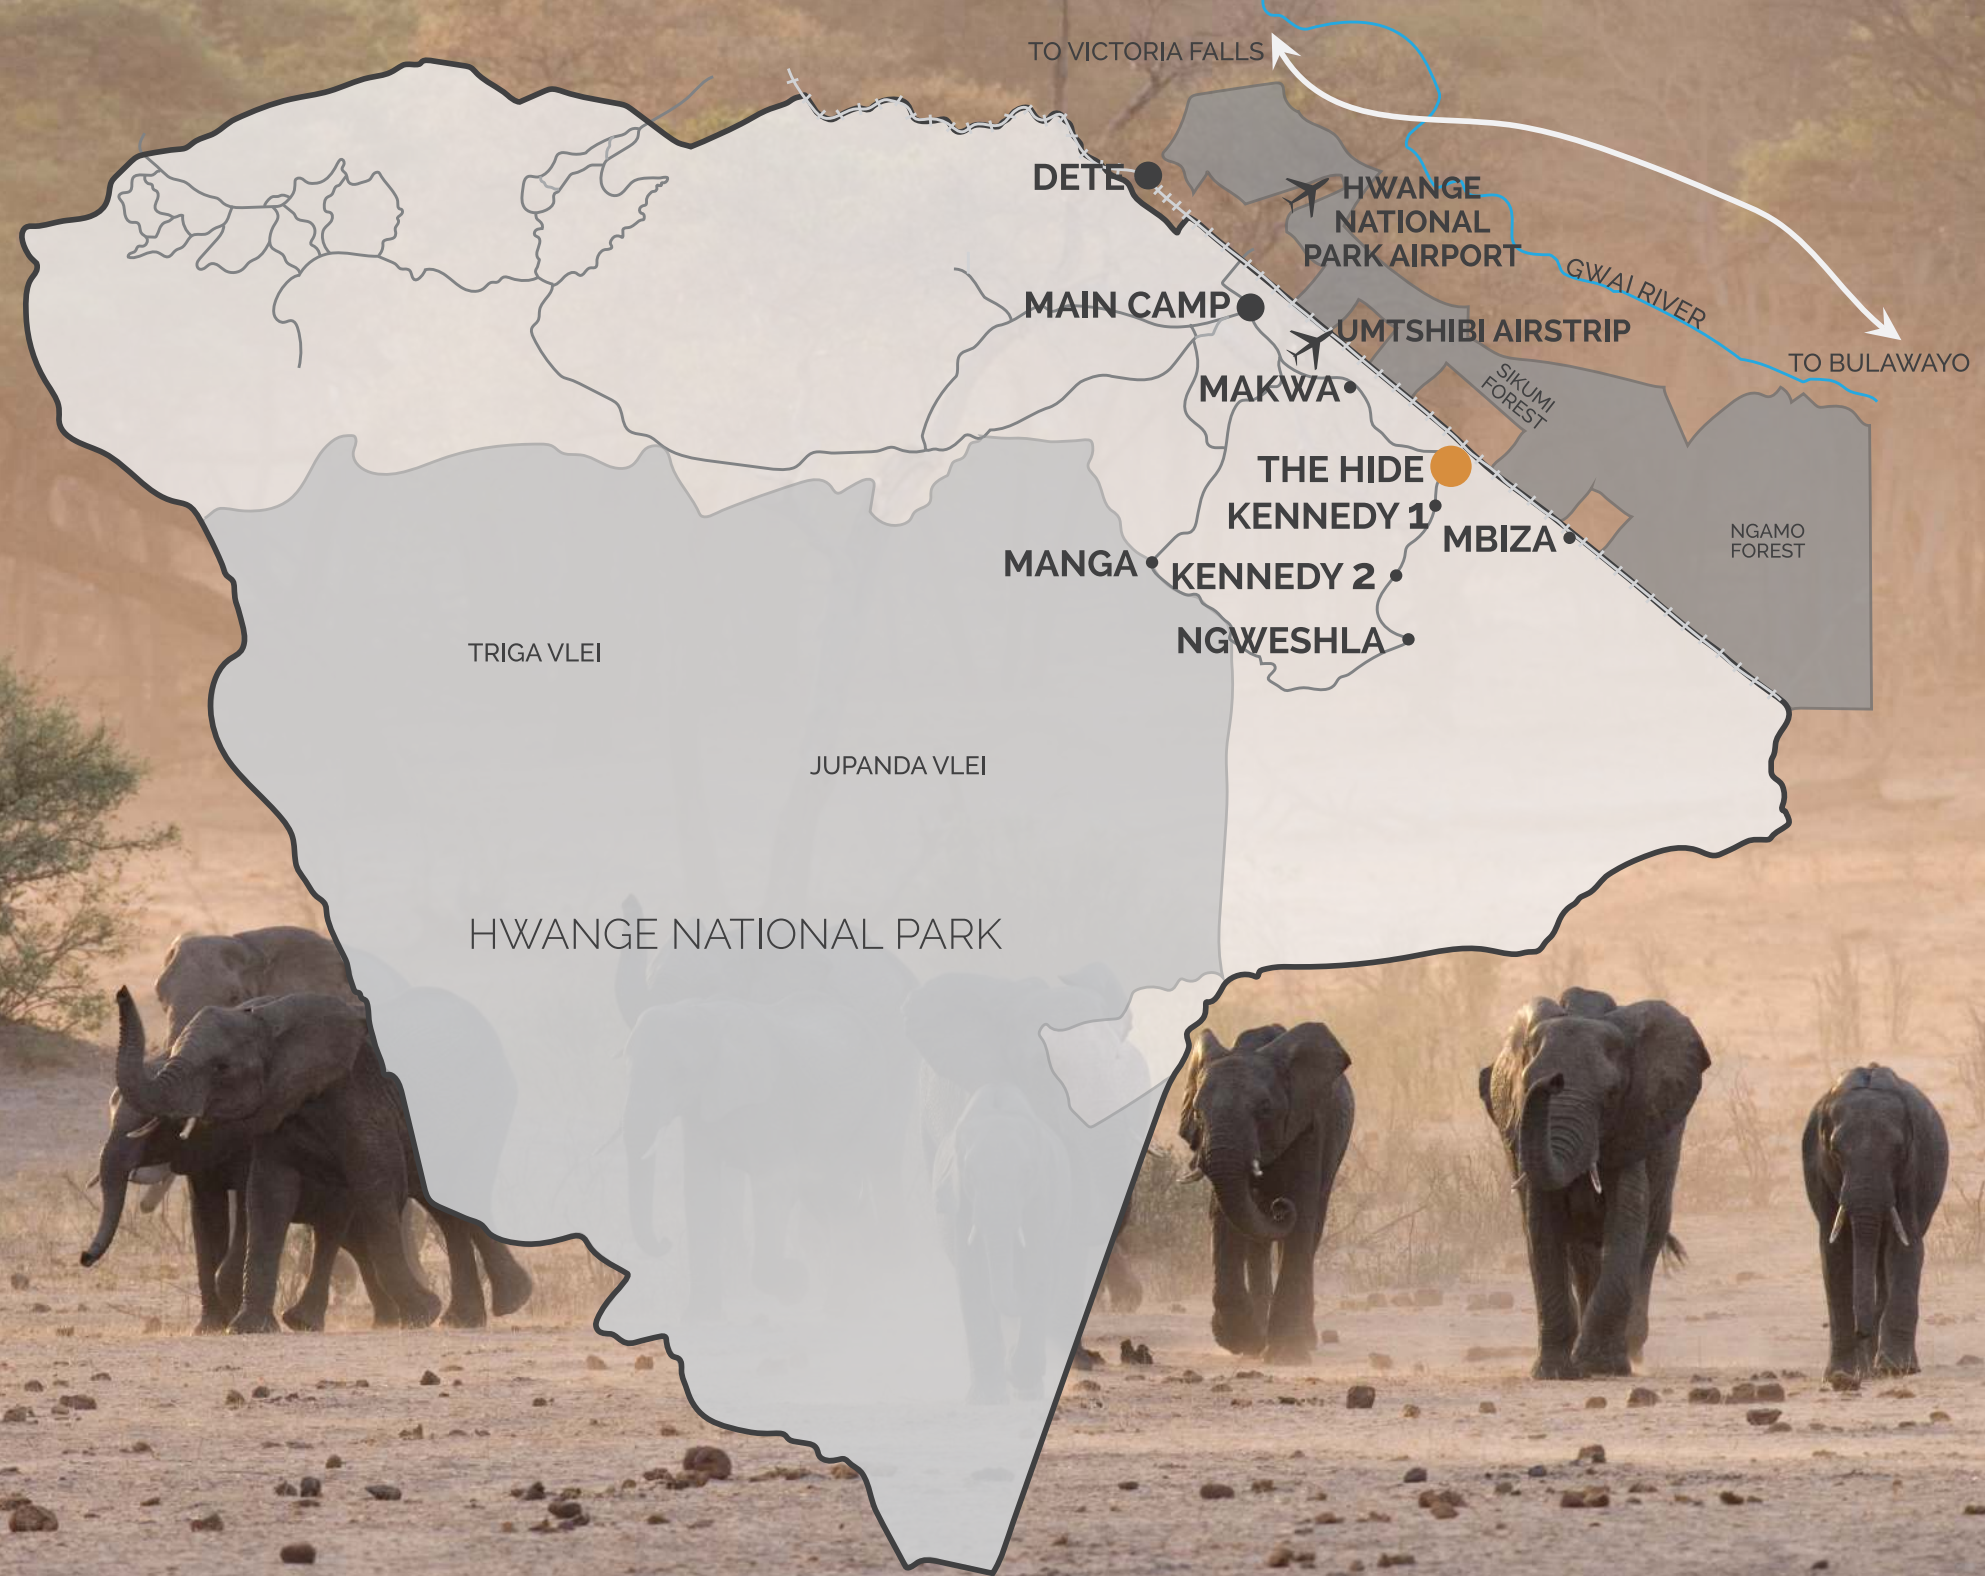 TO VICTORIA FALLS
DETE
HWANGE
NATIONAL
PARK AIRPORT
GWAI RIVER
MAIN CAMP
UMTSHIBI AIRSTRIP
TO BULAWAYO
MAKWA
SIKUMI
FOREST
THE HIDE
KENNEDY 1
MBIZA
NGAMO
FOREST
MANGA
KENNEDY 2
NGWESHLA
TRIGA VLEI
JUPANDA VLEI
HWANGE NATIONAL PARK